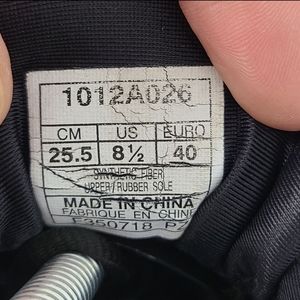 1012A026
CM US EURO
25.5 8½ 40
SYNTHETIC FIBER
UPPER/RUBBER SOLE
MADE IN CHINA
FABRIQUE EN CHINE
F350718